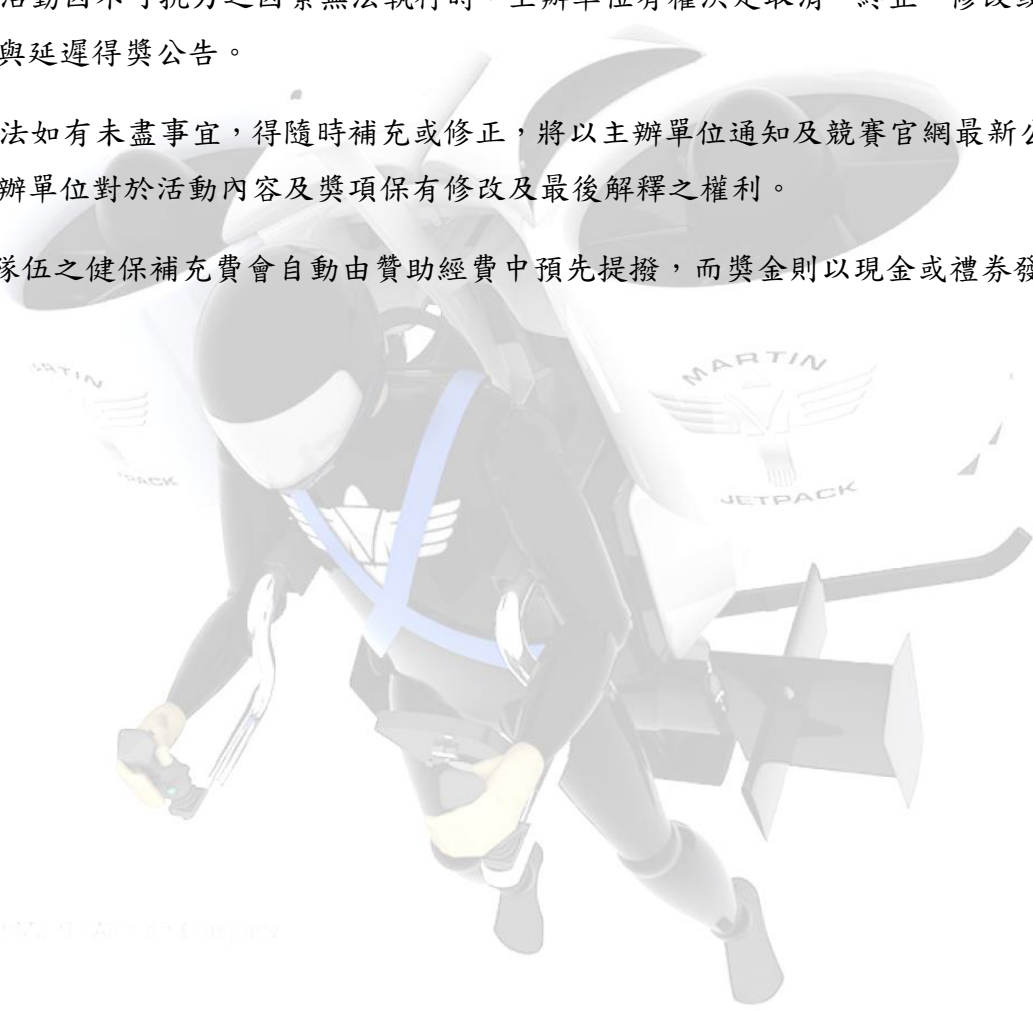 活動因不可抗力之因素無法執行時，主辦單位有權決定取消、終止、修改或
與延遲得獎公告。
法如有未盡事宜，得隨時補充或修正，將以主辦單位通知及競賽官網最新公
辦單位對於活動內容及獎項保有修改及最後解釋之權利。
隊伍之健保補充費會自動由贊助經費中預先提撥，而獎金則以現金或禮券發
MARTIN
JETPACK